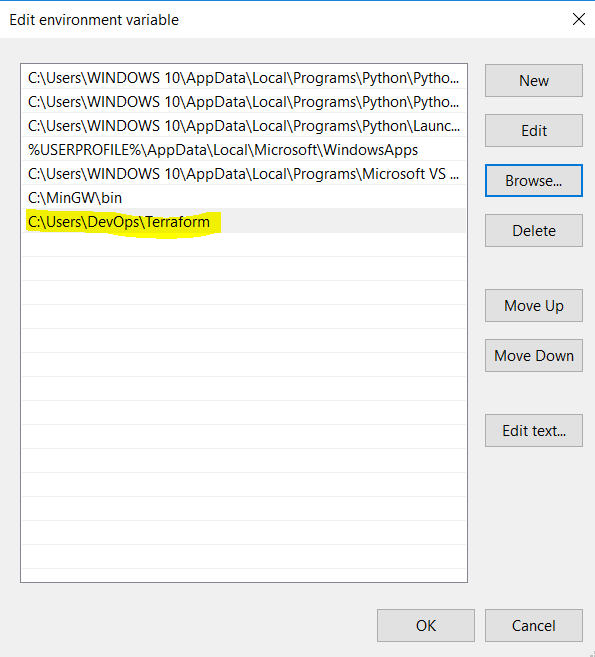 Edit environment variable
C:\Users\WINDOWS 10\AppData\Local\Programs\Python\Pytho...
C:\Users\WINDOWS 10\AppData\Local\Programs\Python\Pytho...
C:\Users\WINDOWS 10\AppData\Local\Programs\Python\Launc...
%USERPROFILE%\AppData\Local\Microsoft\WindowsApps
C:\Users\WINDOWS 10\AppData\Local\Programs\Microsoft VS ...
C:\MinGW\bin
C:\Users\DevOps\Terraform
New
Edit
Browse...
Delete
Move Up
Move Down
Edit text...
OK
Cancel